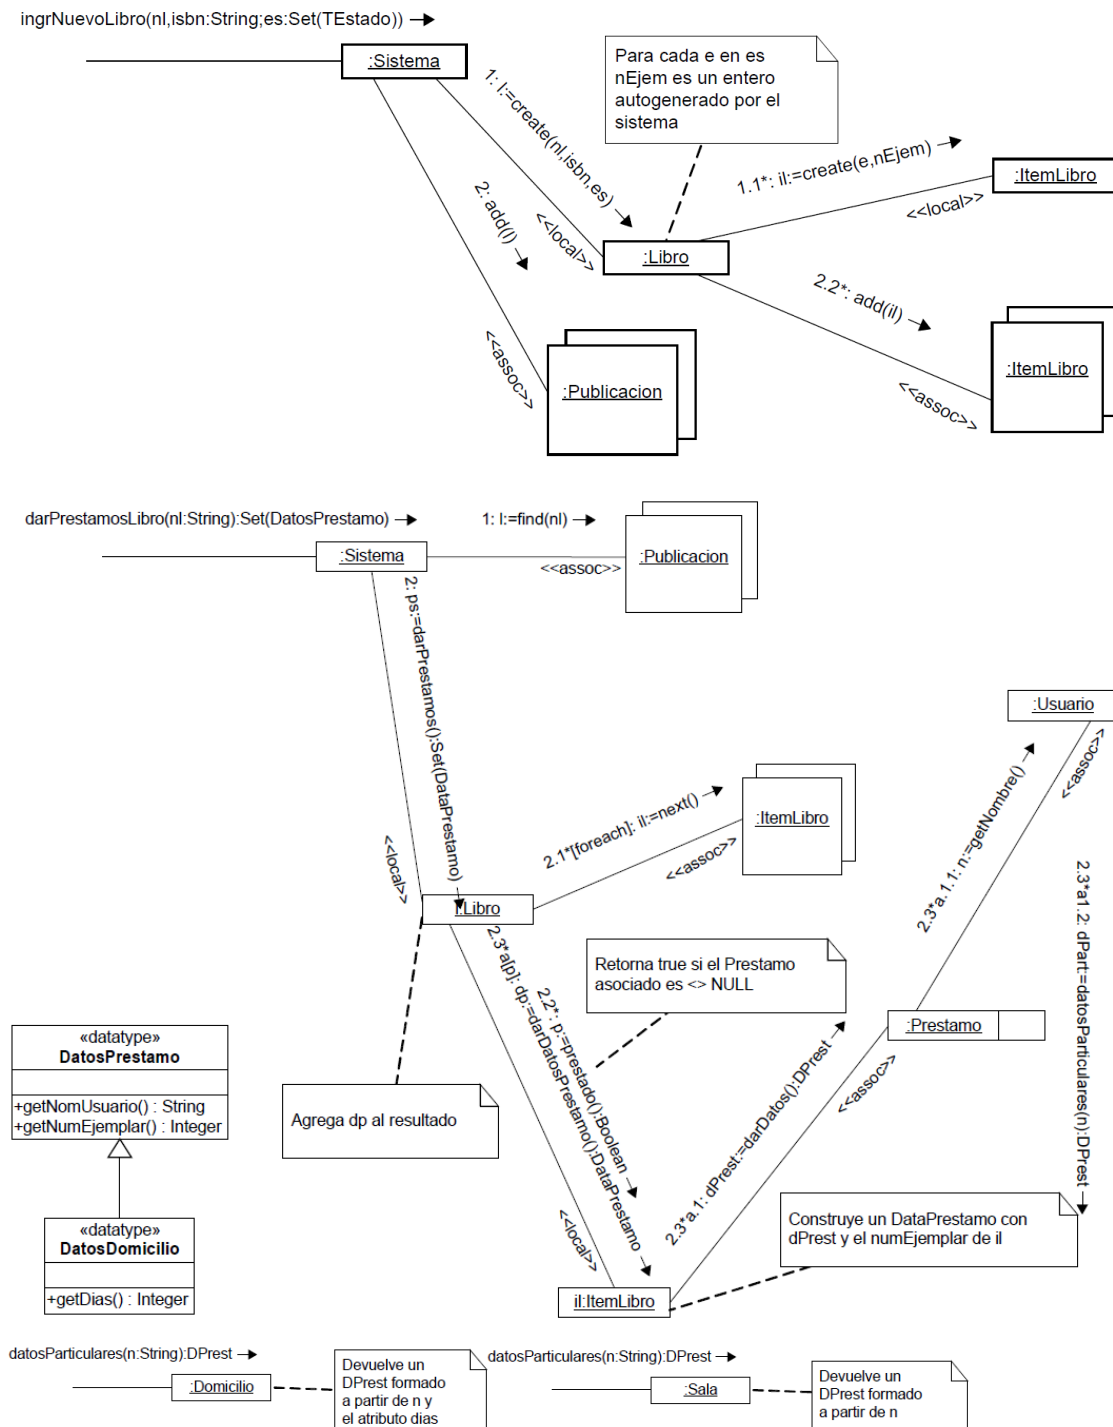 ingrNuevoLibro(nl,isbn:String;es:Set(TEstado))
:Sistema
Para cada e en es
nEjem es un entero
autogenerado por el
sistema
1: l:=create(nl,isbn,es)
1.1*: il:=create(e,nEjem)
:ItemLibro
<<local>>
2: add(l)
<<local>>
:Libro
2.2*: add(il)
<<assoc>>
:Publicacion
:ItemLibro
<<assoc>>
darPrestamosLibro(nl:String):Set(DatosPrestamo)
1: l:=find(nl)
:Sistema
<<assoc>>
:Publicacion
2: ps:=darPrestamos():Set(DataPrestamo)
<<local>>
:Usuario
<<assoc>>
2.3*a.1.1: n:=getNombre()
2.3*a1.2: dPart:=datosParticulares(n):DPrest
2.1*[foreach]: il:=next()
:ItemLibro
<<assoc>>
l:Libro
2.3*a[p]: dp:=darDatosPrestamo():DataPrestamo
2.2*: p:=prestado():Boolean
Retorna true si el Prestamo
asociado es <> NULL
:Prestamo
<<assoc>>
2.3*a.1: dPrest:=darDatos():DPrest
«datatype»
DatosPrestamo
+getNomUsuario() : String
+getNumEjemplar() : Integer
Agrega dp al resultado
<<local>>
Construye un DataPrestamo con
dPrest y el numEjemplar de il
«datatype»
DatosDomicilio
+getDias() : Integer
il:ItemLibro
datosParticulares(n:String):DPrest
:Domicilio
Devuelve un
DPrest formado
a partir de n y
el atributo dias
datosParticulares(n:String):DPrest
:Sala
Devuelve un
DPrest formado
a partir de n